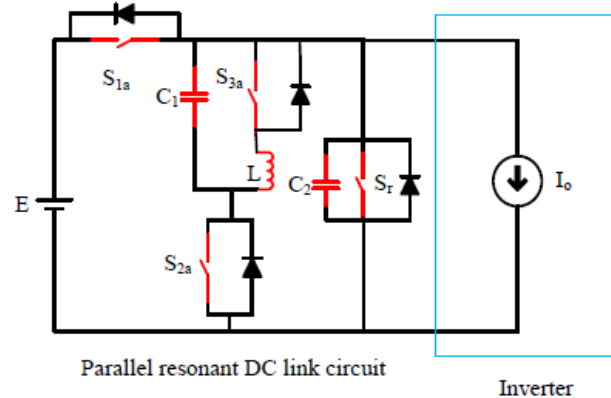 S1a
C1
S3a
L
C2
Sr
Io
E
S2a
Parallel resonant DC link circuit
Inverter